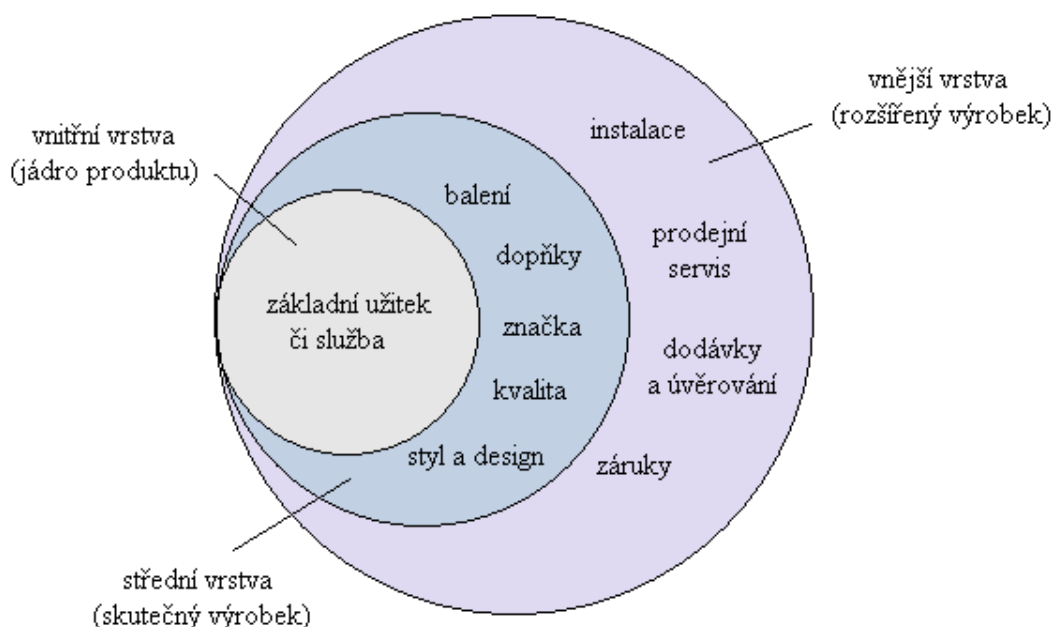 vnější vrstva
(rozšířený výrobek)
vnitřní vrstva
(jádro produktu)
instalace
balení
prodejní
servis
dopňky
základní užitek
či služba
značka
dodávky
a úvěrování
kvalita
styl a design
záruky
střední vrstva
(skutečný výrobek)